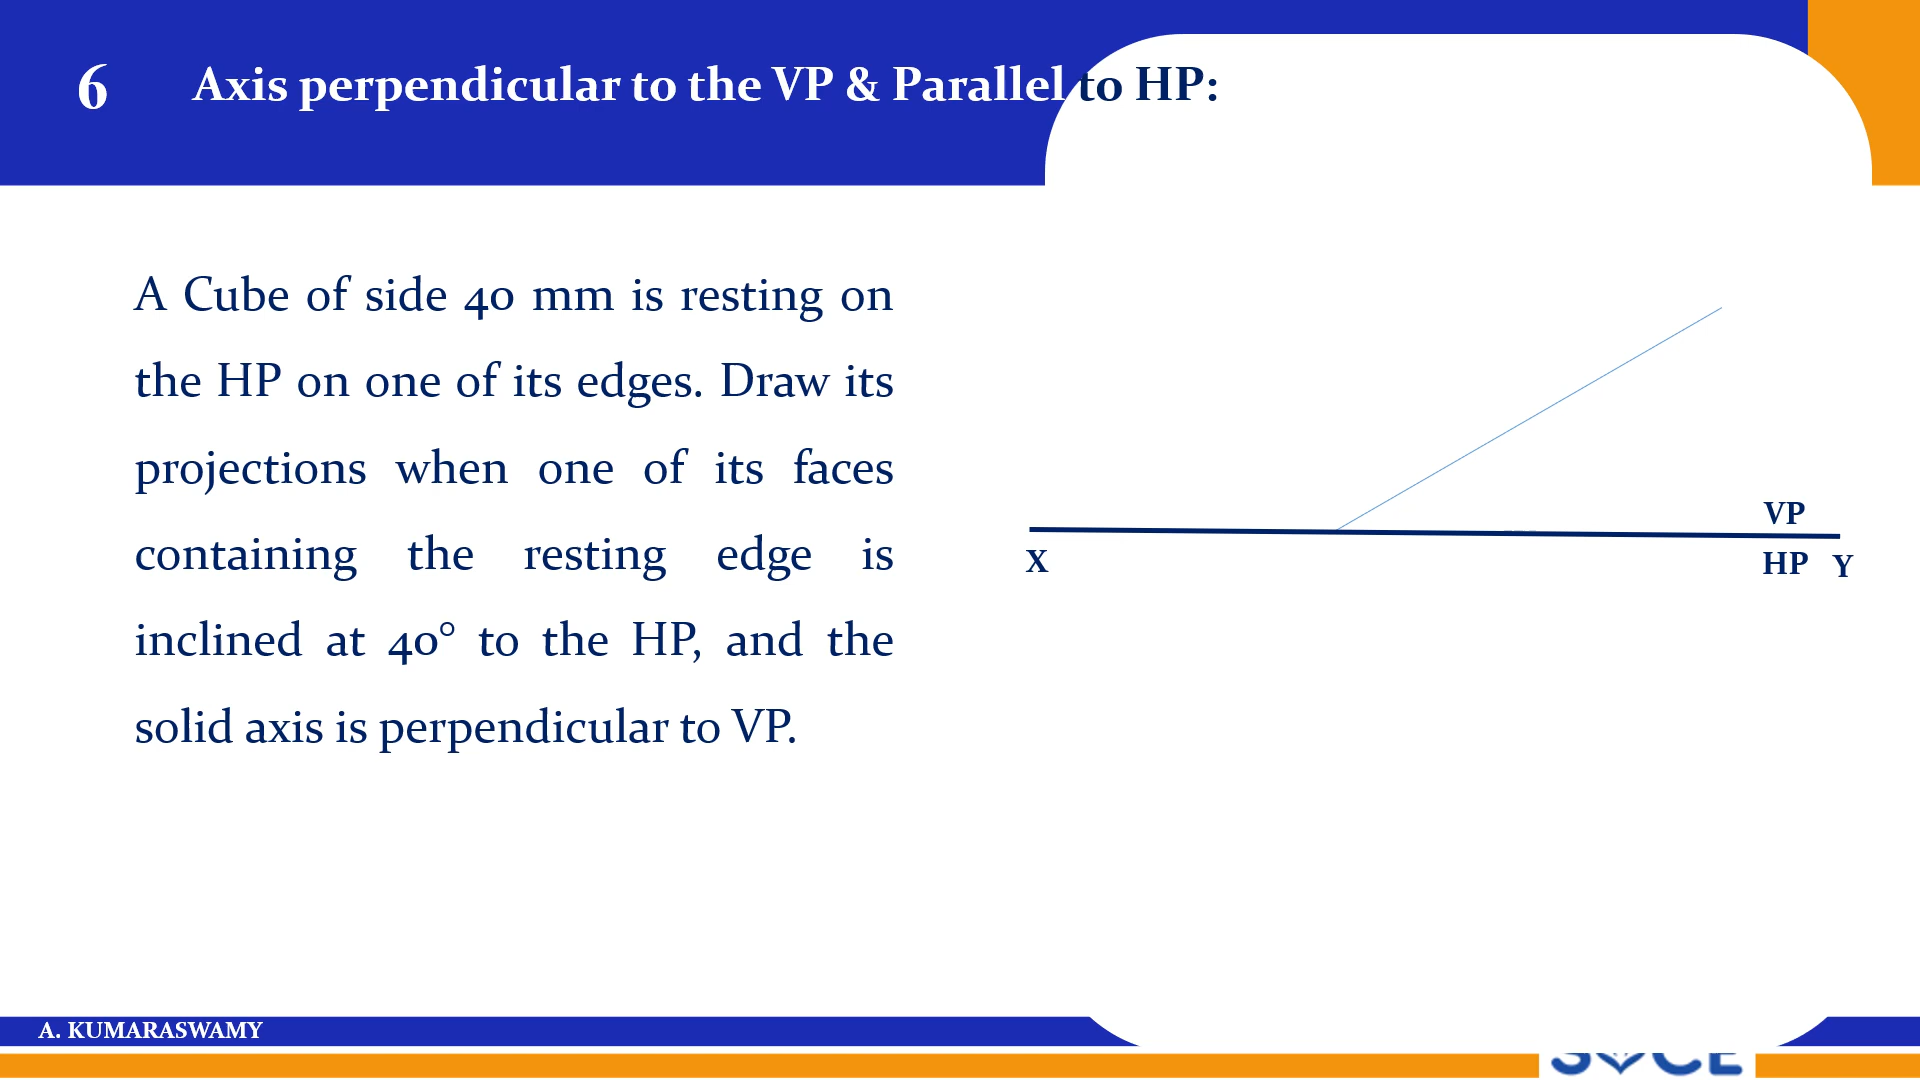 6 Axis perpendicular to the VP & Parallel to HP:
A Cube of side 40 mm is resting on
the HP on one of its edges. Draw its
projections when one of its faces
containing the resting edge is
inclined at 40° to the HP, and the
solid axis is perpendicular to VP.
VP
X HP Y
A. KUMARASWAMY